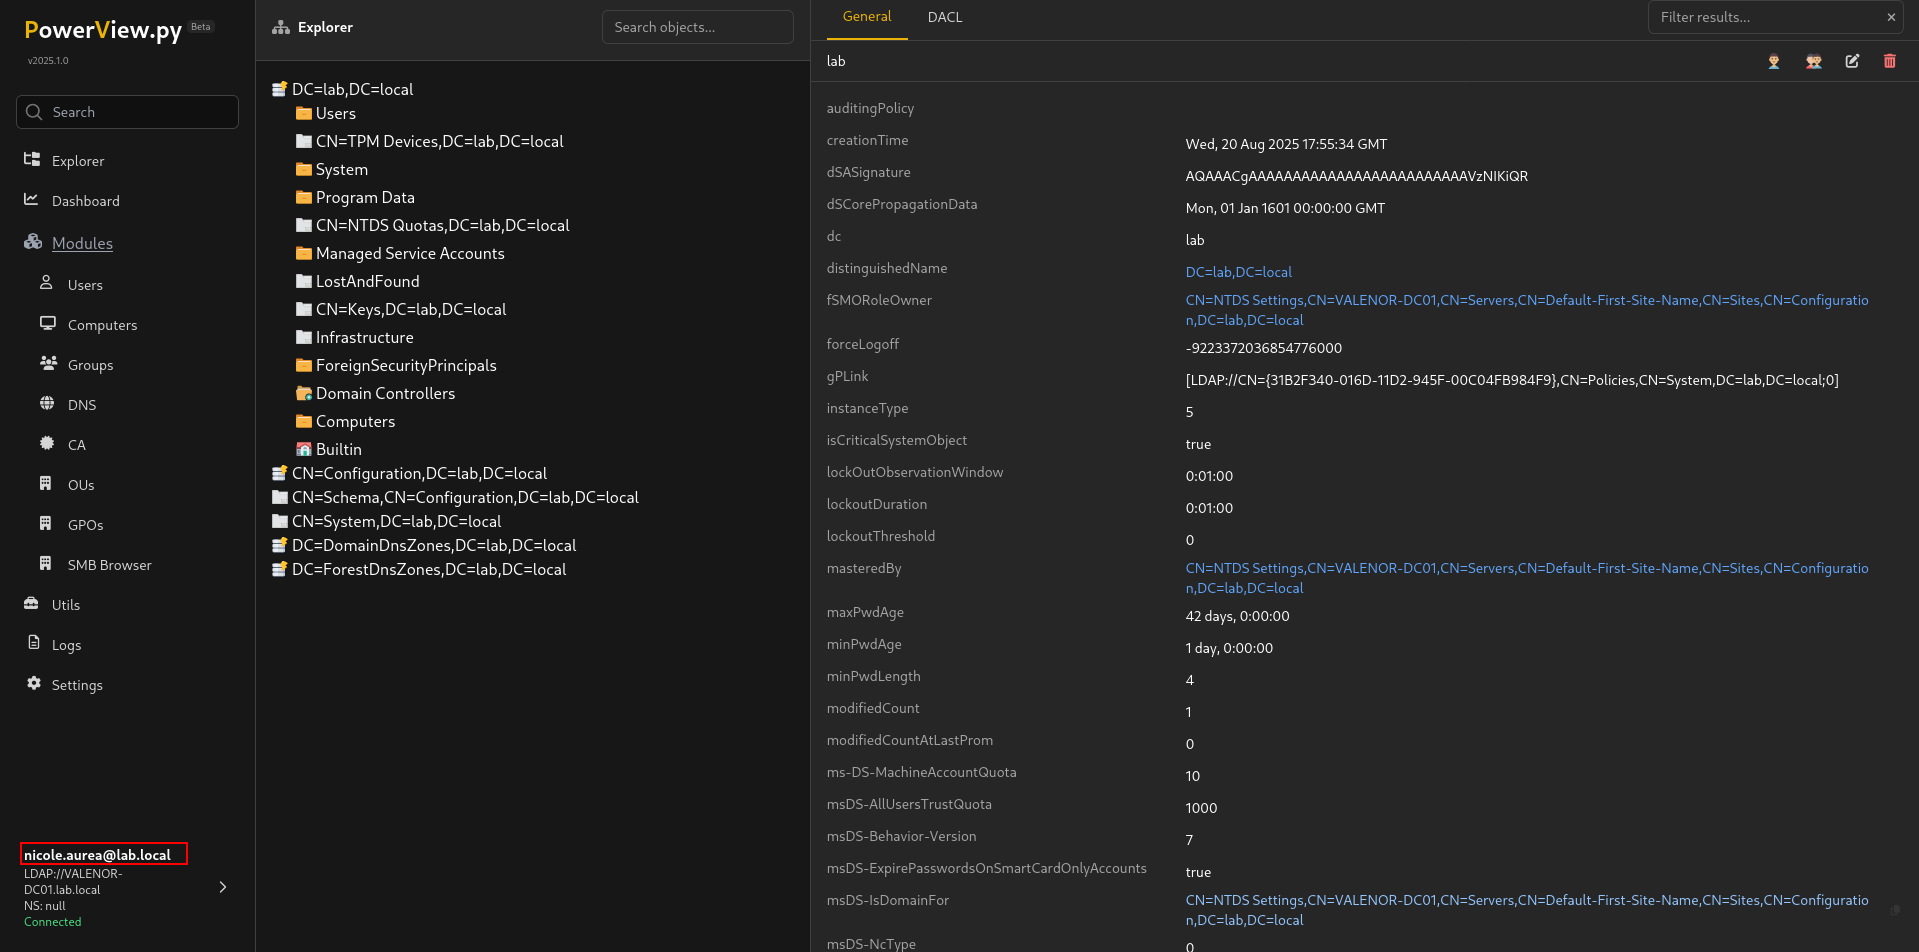 PowerView.py Beta
v2025.1.0
Search
Explorer
Dashboard
Modules
Users
Computers
Groups
DNS
CA
OUs
GPOs
SMB Browser
Utils
Logs
Settings
nicole.aurea@lab.local
LDAP://VALENOR-
DC01.lab.local
NS: null
Connected
Explorer
Search objects...
DC=lab,DC=local
Users
CN=TPM Devices,DC=lab,DC=local
System
Program Data
CN=NTDS Quotas,DC=lab,DC=local
Managed Service Accounts
LostAndFound
CN=Keys,DC=lab,DC=local
Infrastructure
ForeignSecurityPrincipals
Domain Controllers
Computers
Builtin
CN=Configuration,DC=lab,DC=local
CN=Schema,CN=Configuration,DC=lab,DC=local
CN=System,DC=lab,DC=local
DC=DomainDnsZones,DC=lab,DC=local
DC=ForestDnsZones,DC=lab,DC=local
General DACL
Filter results...
lab
auditingPolicy
creationTime Wed, 20 Aug 2025 17:55:34 GMT
dSASignature AQAAACgAAAAAAAAAAAAAAAAAAAAAAAAAVzNIKiQR
dSCorePropagationData Mon, 01 Jan 1601 00:00:00 GMT
dc lab
distinguishedName DC=lab,DC=local
fSMORoleOwner CN=NTDS Settings,CN=VALENOR-DC01,CN=Servers,CN=Default-First-Site-Name,CN=Sites,CN=Configuratio
n,DC=lab,DC=local
forceLogoff -9223372036854776000
gPLink [LDAP://CN={31B2F340-016D-11D2-945F-00C04FB984F9},CN=Policies,CN=System,DC=lab,DC=local;0]
instanceType 5
isCriticalSystemObject true
lockOutObservationWindow 0:01:00
lockoutDuration 0:01:00
lockoutThreshold 0
masteredBy CN=NTDS Settings,CN=VALENOR-DC01,CN=Servers,CN=Default-First-Site-Name,CN=Sites,CN=Configuratio
n,DC=lab,DC=local
maxPwdAge 42 days, 0:00:00
minPwdAge 1 day, 0:00:00
minPwdLength 4
modifiedCount 1
modifiedCountAtLastProm 0
ms-DS-MachineAccountQuota 10
msDS-AllUsersTrustQuota 1000
msDS-Behavior-Version 7
msDS-ExpirePasswordsOnSmartCardOnlyAccounts true
msDS-IsDomainFor CN=NTDS Settings,CN=VALENOR-DC01,CN=Servers,CN=Default-First-Site-Name,CN=Sites,CN=Configuratio
n,DC=lab,DC=local
msDS-NcType 0